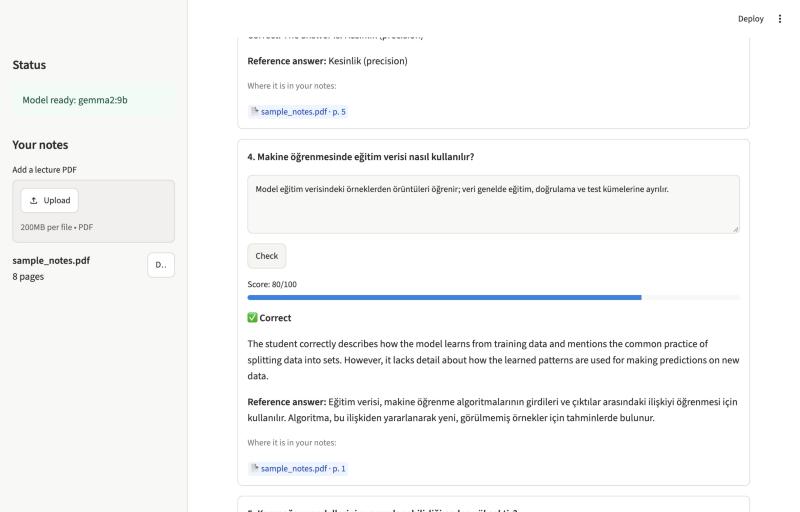 Deploy
Status
Model ready: gemma2:9b
Your notes
Add a lecture PDF
Upload
200MB per file • PDF
sample_notes.pdf
D..
8 pages
Reference answer: Kesinlik (precision)
Where it is in your notes:
sample_notes.pdf · p. 5
4. Makine öğrenmesinde eğitim verisi nasıl kullanılır?
Model eğitim verisindeki örneklerden örüntüleri öğrenir; veri genelde eğitim, doğrulama ve test kümelerine ayrılır.
Check
Score: 80/100
✅ Correct
The student correctly describes how the model learns from training data and mentions the common practice of
splitting data into sets. However, it lacks detail about how the learned patterns are used for making predictions on new
data.
Reference answer: Eğitim verisi, makine öğrenme algoritmalarının girdileri ve çıktılar arasındaki ilişkiyi öğrenmesi için
kullanılır. Algoritma, bu ilişkiden yararlanarak yeni, görülmemiş örnekler için tahminlerde bulunur.
Where it is in your notes:
sample_notes.pdf · p. 1